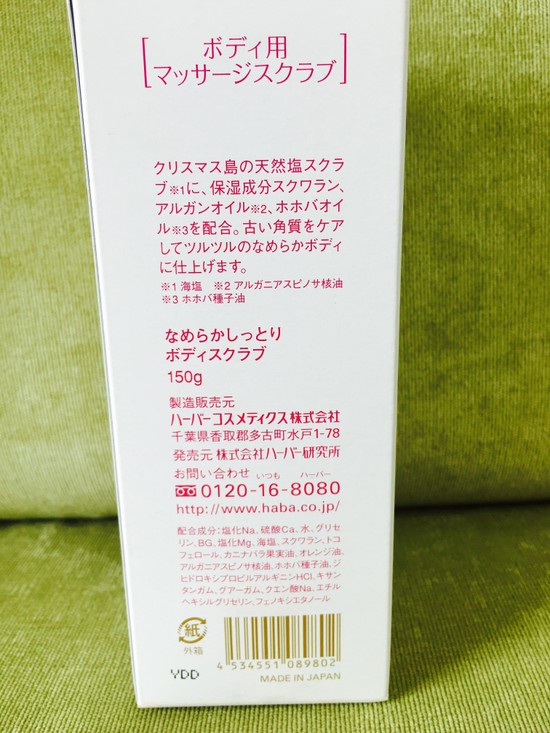 ボディ用
マッサージスクラブ
クリスマス島の天然塩スクラ
ブ※1に、保湿成分スクワラン、
アルガンオイル※2、ホホバオイ
ル※3を配合。古い角質をケア
してツルツルのなめらかボディ
に仕上げます。
※1 海塩 ※2 アルガニアスピノサ核油
※3 ホホバ種子油
なめらかしっとり
ボディスクラブ
150g
製造販売元
ハーバーコスメティクス株式会社
千葉県香取郡多古町水戸1-78
発売元 株式会社ハーバー研究所
お問い合わせ いつも ハーバー
0120-16-8080
http://www.haba.co.jp/
配合成分:塩化Na、硫酸Ca、水、グリセ
リン、BG、塩化Mg、海塩、スクワラン、トコ
フェロール、カニナバラ果実油、オレンジ油、
アルガニアスピノサ核油、ホホバ種子油、ジ
ヒドロキシプロピルアルギニンHCl、キサン
タンガム、グアーガム、クエン酸Na、エチル
ヘキシルグリセリン、フェノキシエタノール
紙
外箱
4 534551 089802
YDD
MADE IN JAPAN